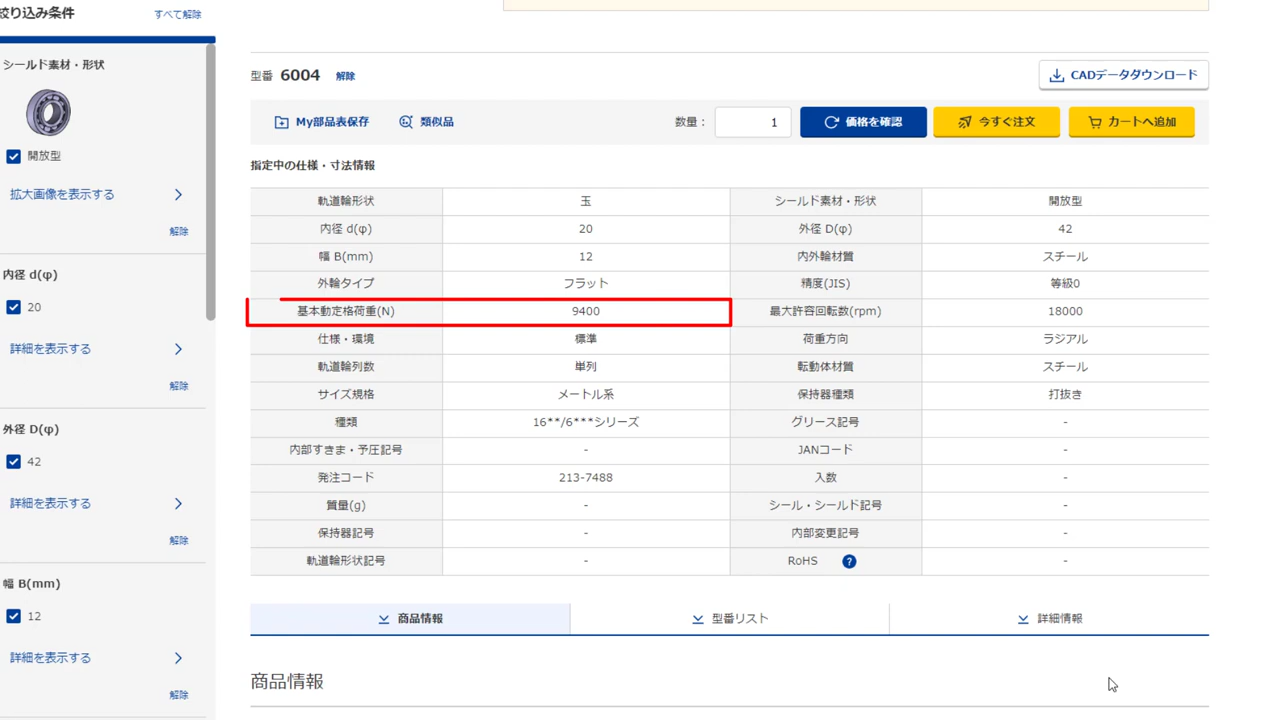 絞り込み条件
すべて解除
シールド素材・形状
開放型
拡大画像を表示する
解除
内径 d(φ)
20
詳細を表示する
解除
外径 D(φ)
42
詳細を表示する
解除
幅 B(mm)
12
詳細を表示する
解除
型番 6004 解除
CADデータダウンロード
My部品表保存 類似品 数量： 1 価格を確認 今すぐ注文 カートへ追加
指定中の仕様・寸法情報
軌道輪形状 玉 シールド素材・形状 開放型
内径 d(φ) 20 外径 D(φ) 42
幅 B(mm) 12 内外輪材質 スチール
外輪タイプ フラット 精度(JIS) 等級0
基本動定格荷重(N) 9400 最大許容回転数(rpm) 18000
仕様・環境 標準 荷重方向 ラジアル
軌道輪列数 単列 転動体材質 スチール
サイズ規格 メートル系 保持器種類 打抜き
種類 16**/6***シリーズ グリース記号 -
内部すきま・予圧記号 - JANコード -
発注コード 213-7488 入数 -
質量(g) - シール・シールド記号 -
保持器記号 - 内部変更記号 -
軌道輪形状記号 - RoHS ? -
商品情報 型番リスト 詳細情報
商品情報